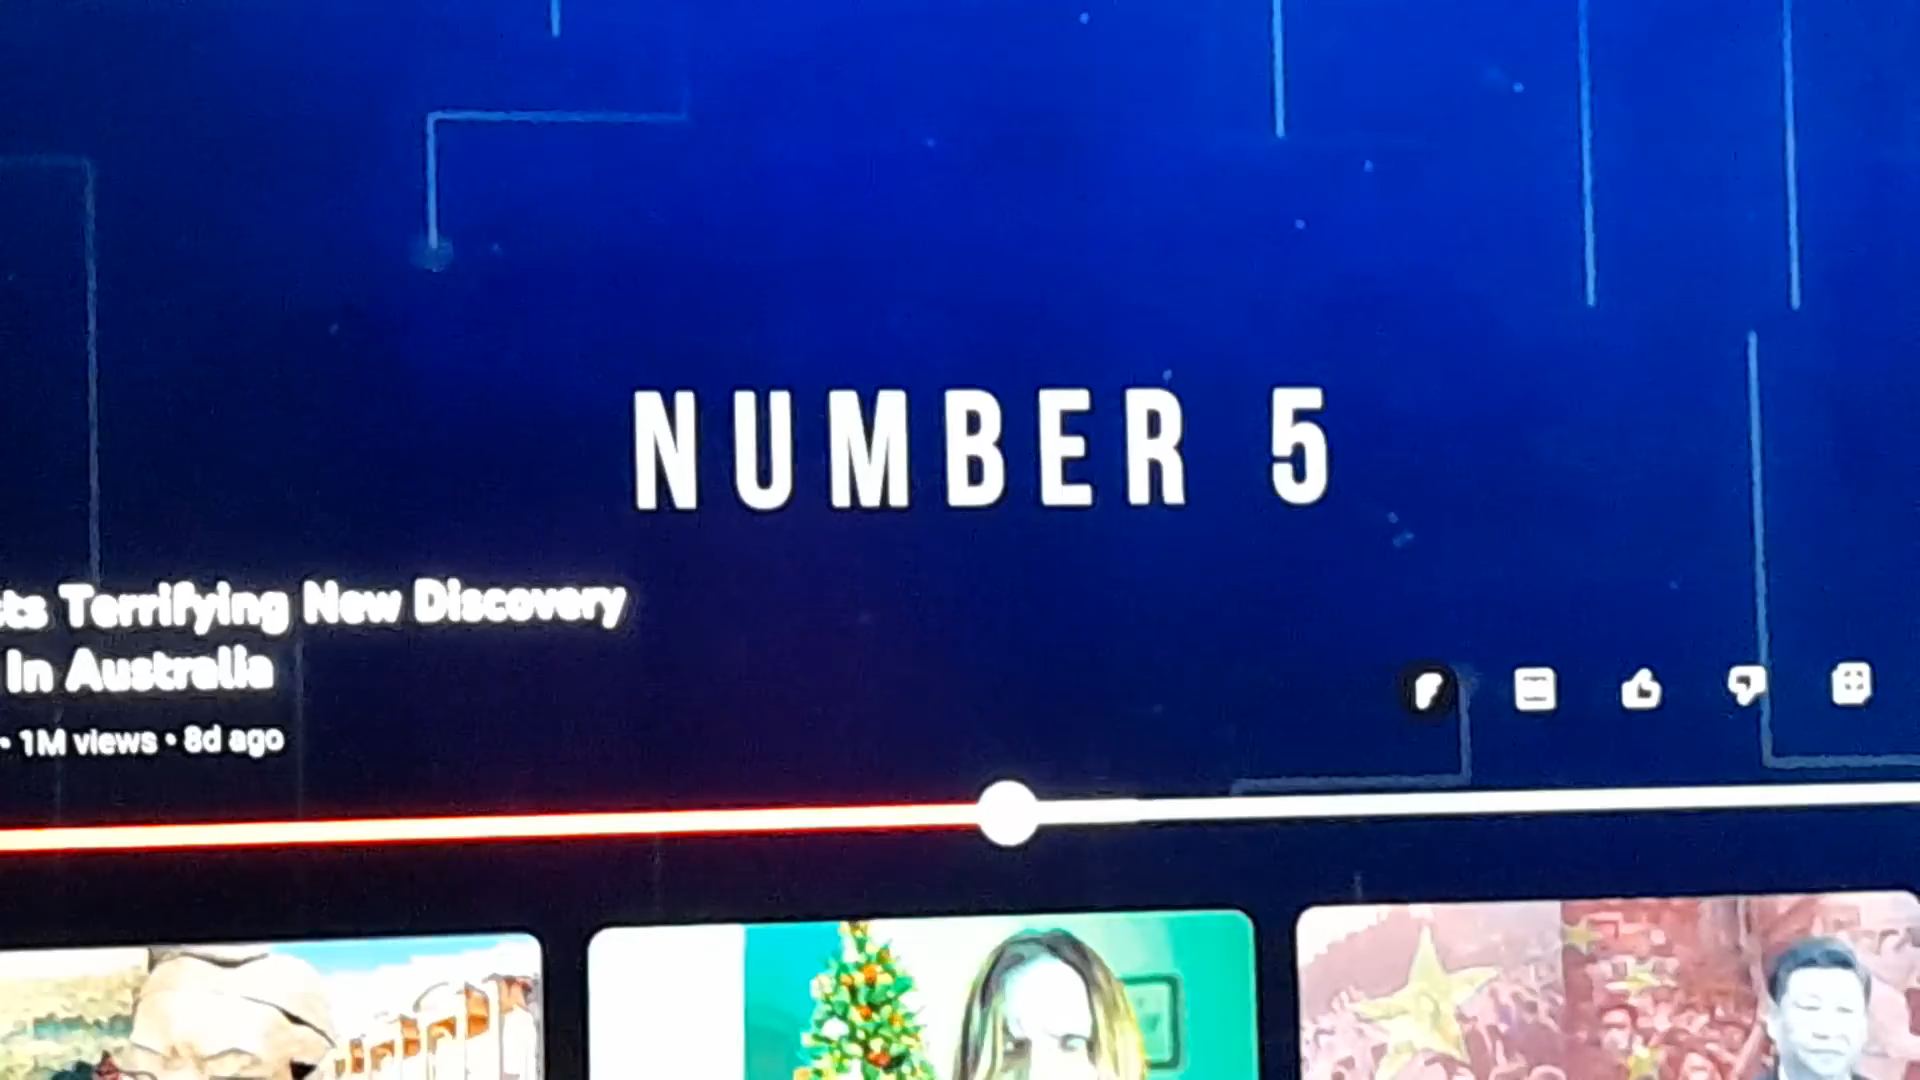 NUMBER 5
Terrifying New Discovery
In Australia
• 1M views • 8d ago